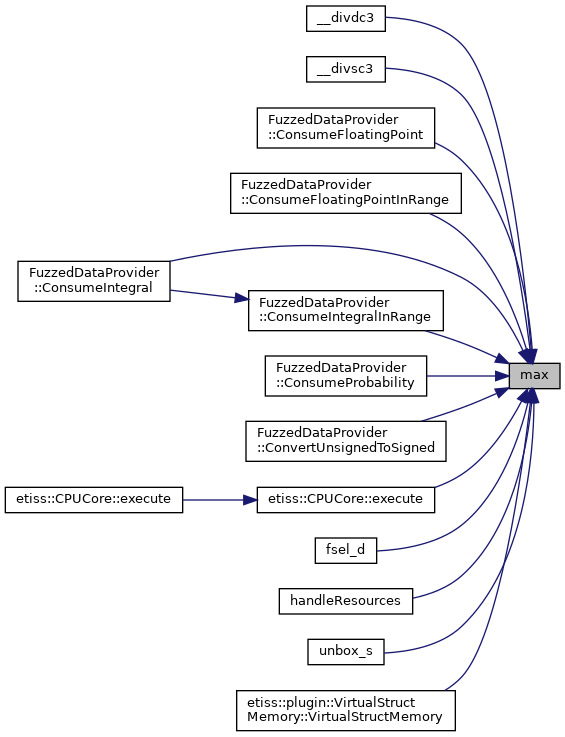 __divdc3
__divsc3
FuzzedDataProvider
::ConsumeFloatingPoint
FuzzedDataProvider
::ConsumeFloatingPointInRange
FuzzedDataProvider
::ConsumeIntegral
FuzzedDataProvider
::ConsumeIntegralInRange
FuzzedDataProvider
::ConsumeProbability
max
FuzzedDataProvider
::ConvertUnsignedToSigned
etiss::CPUCore::execute
etiss::CPUCore::execute
fsel_d
handleResources
unbox_s
etiss::plugin::VirtualStruct
Memory::VirtualStructMemory